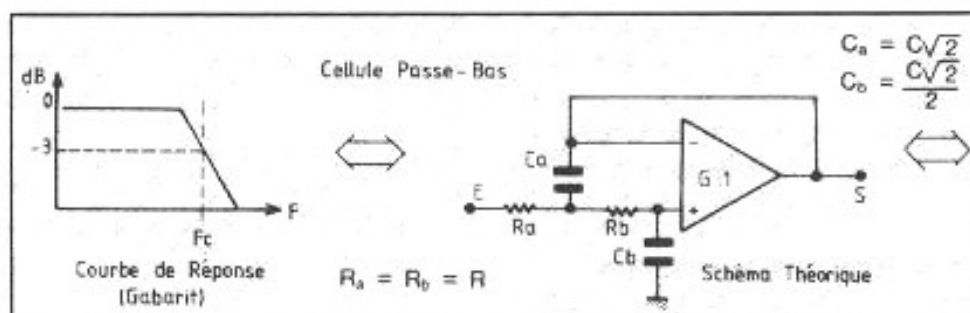 dB
0
-3
F
Fc
Courbe de Réponse
(Gabarit)
Cellule Passe-Bas
Ra = Rb = R
E
Ra
Ca
Rb
Cb
-
+
G:1
S
Schèma Théorique
Ca = C√2
Cb = C√2
2